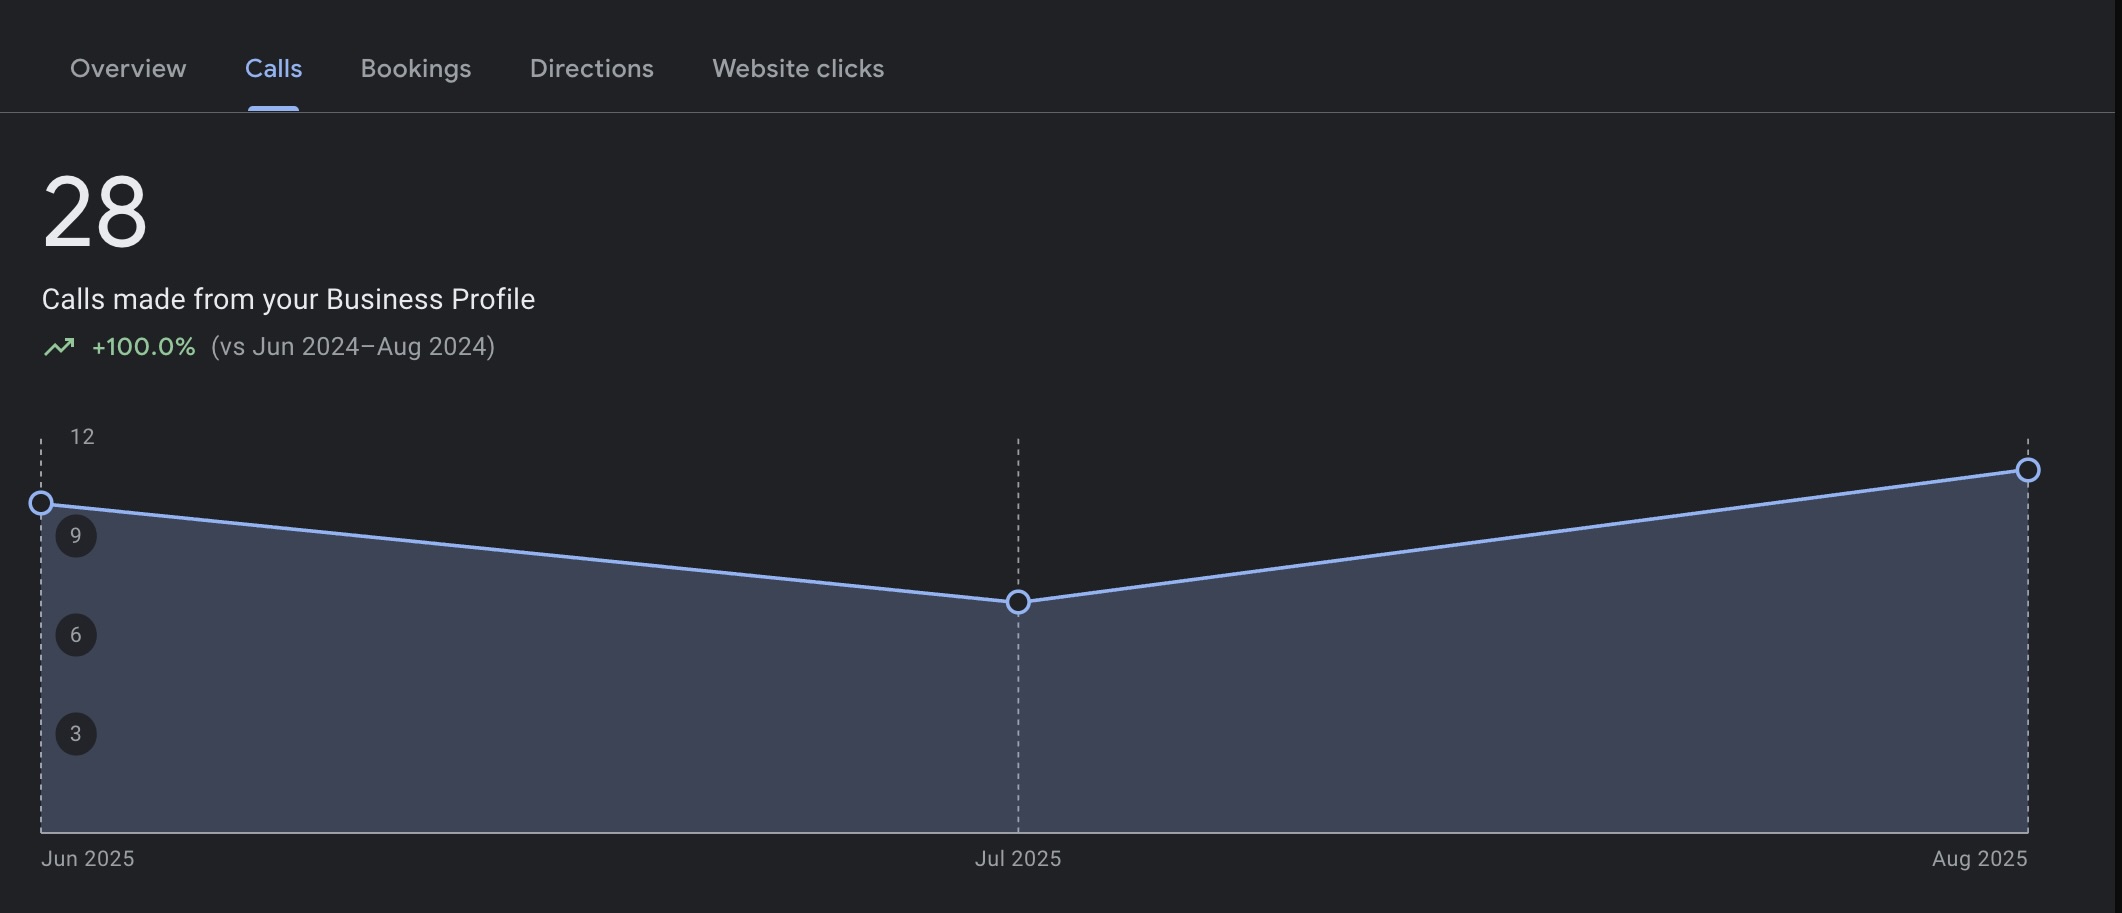 Overview Calls Bookings Directions Website clicks
28
Calls made from your Business Profile
+100.0% (vs Jun 2024–Aug 2024)
12
9
6
3
Jun 2025 Jul 2025 Aug 2025